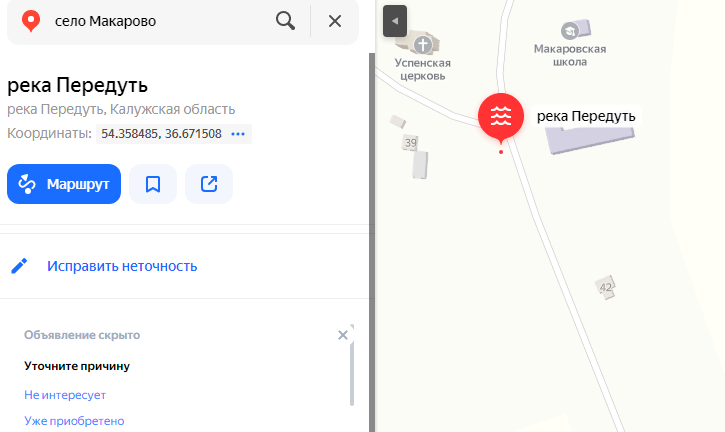 село Макарово
река Передуть
река Передуть, Калужская область
Координаты: 54.358485, 36.671508 •••
Маршрут
Исправить неточность
Объявление скрыто
Уточните причину
Не интересует
Уже приобретено
Успенская
церковь
Макаровская
школа
река Передуть
39
42